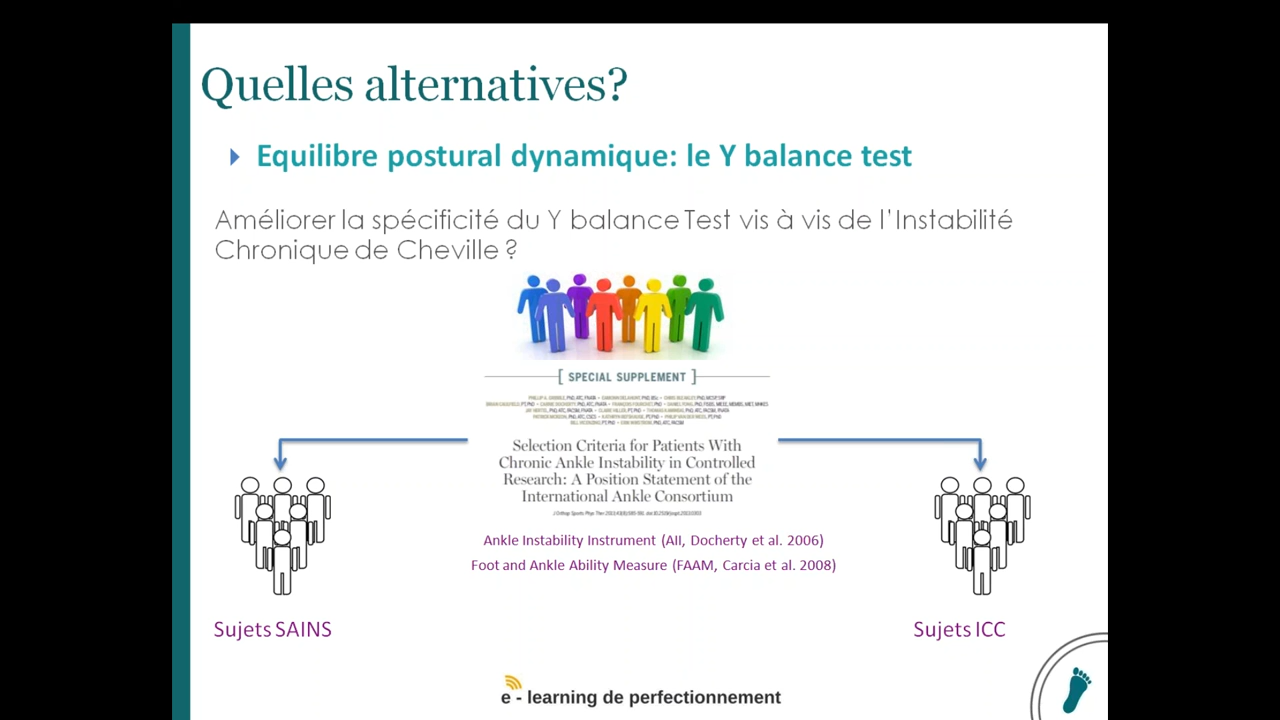 Quelles alternatives?
Equilibre postural dynamique: le Y balance test
Améliorer la spécificité du Y balance Test vis à vis de l'Instabilité
Chronique de Cheville ?
[ SPECIAL SUPPLEMENT ]
Selection Criteria for Patients With
Chronic Ankle Instability in Controlled
Research: A Position Statement of the
International Ankle Consortium
Ankle Instability Instrument (AII, Docherty et al. 2006)
Foot and Ankle Ability Measure (FAAM, Carcia et al. 2008)
Sujets SAINS
Sujets ICC
e - learning de perfectionnement